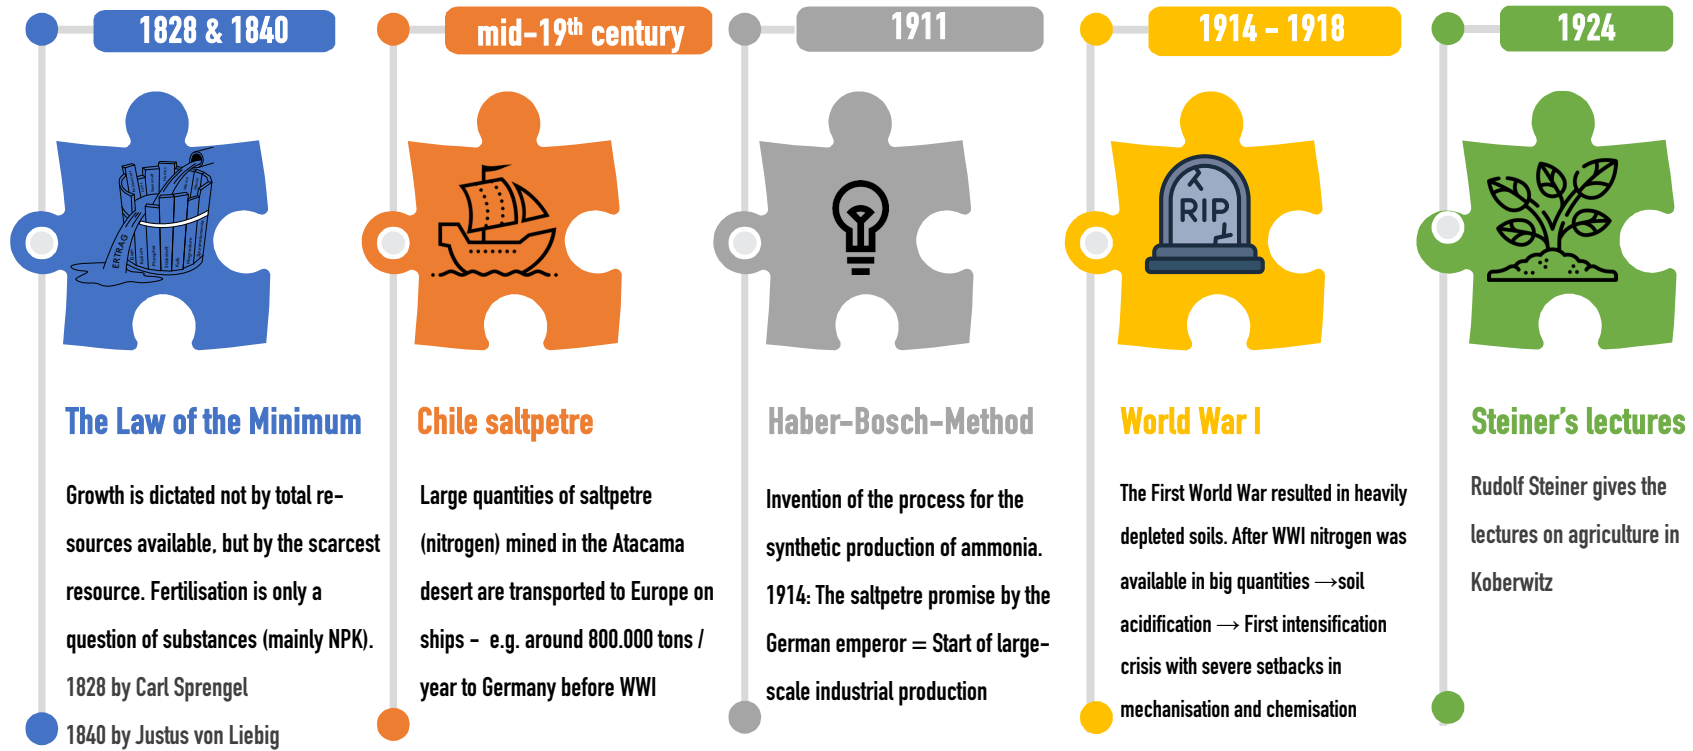 1828 & 1840
ERTRAG
The Law of the Minimum
Growth is dictated not by total re-
sources available, but by the scarcest
resource. Fertilisation is only a
question of substances (mainly NPK).
1828 by Carl Sprengel
1840 by Justus von Liebig
mid-19th century
Chile saltpetre
Large quantities of saltpetre
(nitrogen) mined in the Atacama
desert are transported to Europe on
ships - e.g. around 800.000 tons /
year to Germany before WWI
1911
Haber-Bosch-Method
Invention of the process for the
synthetic production of ammonia.
1914: The saltpetre promise by the
German emperor = Start of large-
scale industrial production
1914 - 1918
RIP
World War I
The First World War resulted in heavily
depleted soils. After WWI nitrogen was
available in big quantities →soil
acidification → First intensification
crisis with severe setbacks in
mechanisation and chemisation
1924
Steiner's lectures
Rudolf Steiner gives the
lectures on agriculture in
Koberwitz